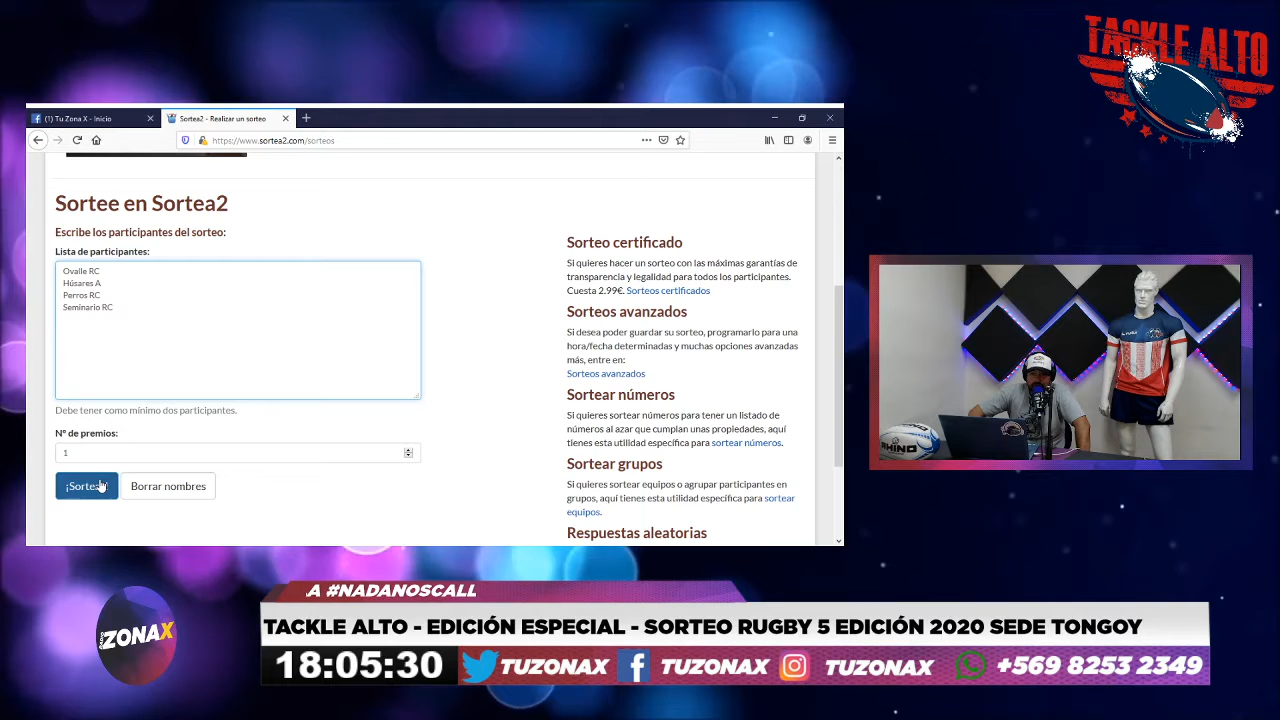 TACKLE ALTO
(1) Tu Zona X - Inicio
Sortea2 - Realizar un sorteo
https://www.sortea2.com/sorteos
Sortee en Sortea2
Escribe los participantes del sorteo:
Lista de participantes:
Ovalle RC
Húsares A
Perros RC
Seminario RC
Debe tener como mínimo dos participantes.
Nº de premios:
1
Borrar nombres
Sorteo certificado
Si quieres hacer un sorteo con las máximas garantías de
transparencia y legalidad para todos los participantes.
Cuesta 2.99€. Sorteos certificados
Sorteos avanzados
Si desea poder guardar su sorteo, programarlo para una
hora/fecha determinadas y muchas opciones avanzadas
más, entre en:
Sorteos avanzados
Sortear números
Si quieres sortear números para tener un listado de
números al azar que cumplan unas propiedades, aquí
tienes esta utilidad específica para sortear números.
Sortear grupos
Si quieres sortear equipos o agrupar participantes en
grupos, aquí tienes esta utilidad específica para sortear
equipos.
Respuestas aleatorias
ZONAX
A #NADANOSCALL
TACKLE ALTO - EDICIÓN ESPECIAL - SORTEO RUGBY 5 EDICIÓN 2020 SEDE TONGOY
18:05:30 TUZONAX TUZONAX TUZONAX +569 8253 2349